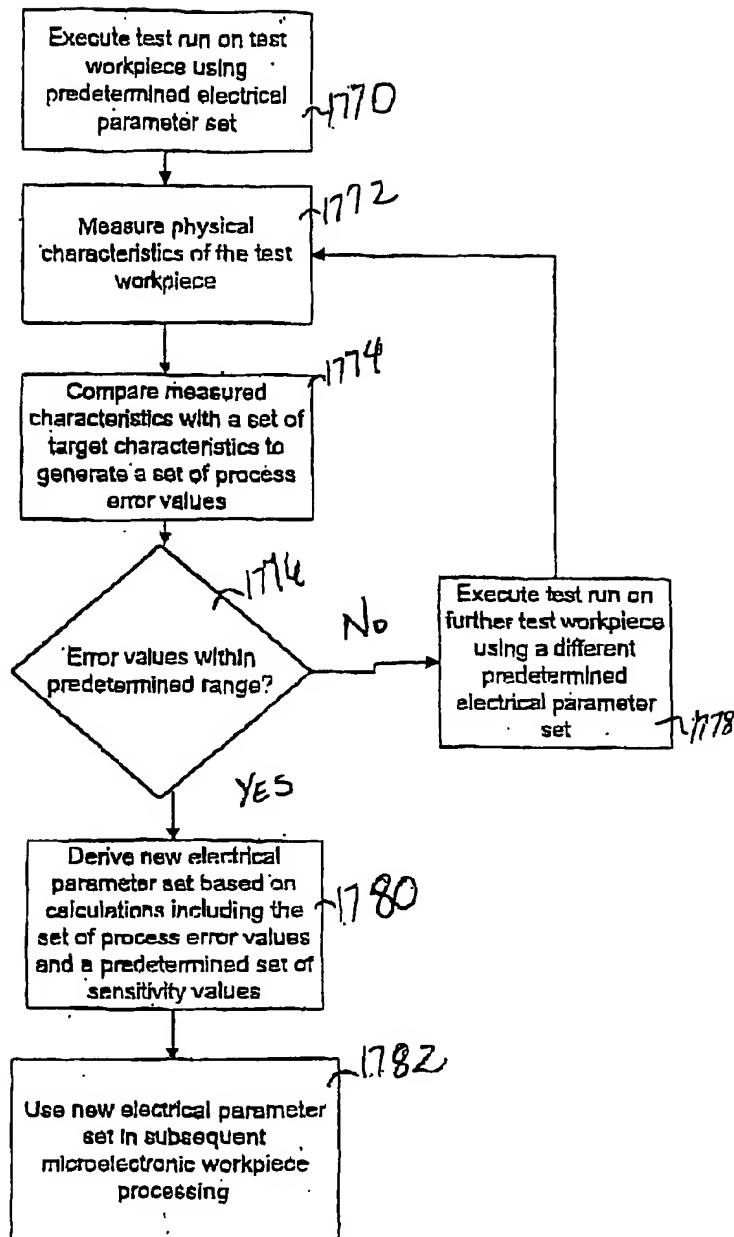 Execute test run on test
workpiece using
predetermined electrical
parameter set
1770
Measure physical
characteristics of the test
workpiece
1772
Compare measured
characteristics with a set of
target characteristics to
generate a set of process
error values
1774
Error values within
predetermined range?
1776
No
Execute test run on
further test workpiece
using a different
predetermined
electrical parameter
set
1778
YES
Derive new electrical
parameter set based on
calculations including the
set of process error values
and a predetermined set of
sensitivity values
1780
Use new electrical parameter
set in subsequent
microelectronic workpiece
processing
1782